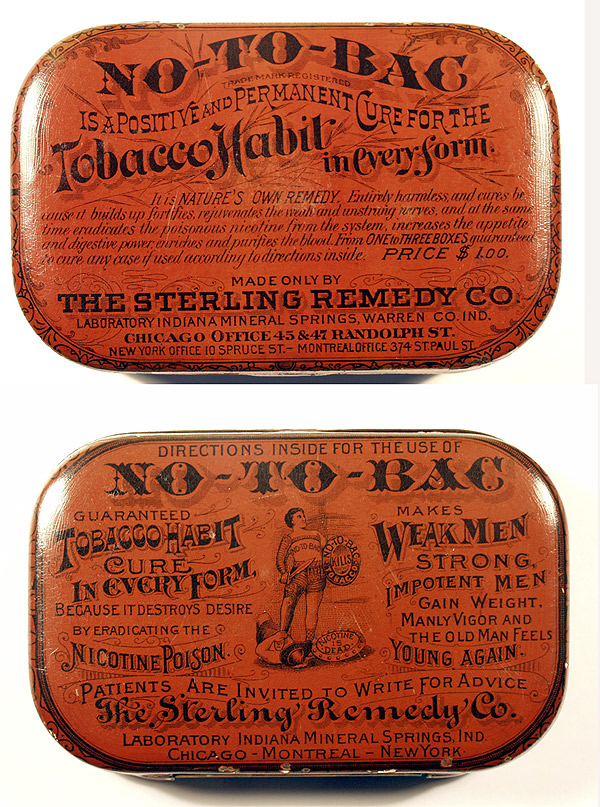 NO-TO-BAC
TRADE MARK REGISTERED
IS A POSITIVE AND PERMANENT CURE FOR THE
Tobacco Habit in every form.
It is NATURE'S OWN REMEDY. Entirely harmless, and cures be
cause it builds up fortifies, rejuvenates the weak and unstrung nerves, and at the same
time eradicates the poisonous nicotine from the system, increases the appetite
and digestive power, enriches and purifies the blood. From ONE to THREE BOXES guaranteed
to cure any case if used according to directions inside. PRICE $1.00.
MADE ONLY BY
THE STERLING REMEDY CO.
LABORATORY INDIANA MINERAL SPRINGS, WARREN CO. IND.
CHICAGO OFFICE 45 & 47 RANDOLPH ST.
NEW YORK OFFICE 10 SPRUCE ST. – MONTREAL OFFICE 374 ST. PAUL ST.
DIRECTIONS INSIDE FOR THE USE OF
NO-TO-BAC
GUARANTEED
TOBACCO-HABIT
CURE
IN EVERY FORM,
BECAUSE IT DESTROYS DESIRE
BY ERADICATING THE
NICOTINE POISON.
NO-TO-BAC
NO-TO-BAC
KILLS
NICOTINE
DEAD
MAKES
WEAK MEN
STRONG,
IMPOTENT MEN
GAIN WEIGHT,
MANLY VIGOR AND
THE OLD MAN FEELS
YOUNG AGAIN.
PATIENTS ARE INVITED TO WRITE FOR ADVICE
The Sterling Remedy Co.
LABORATORY INDIANA MINERAL SPRINGS, IND.
CHICAGO - MONTREAL - NEW YORK.